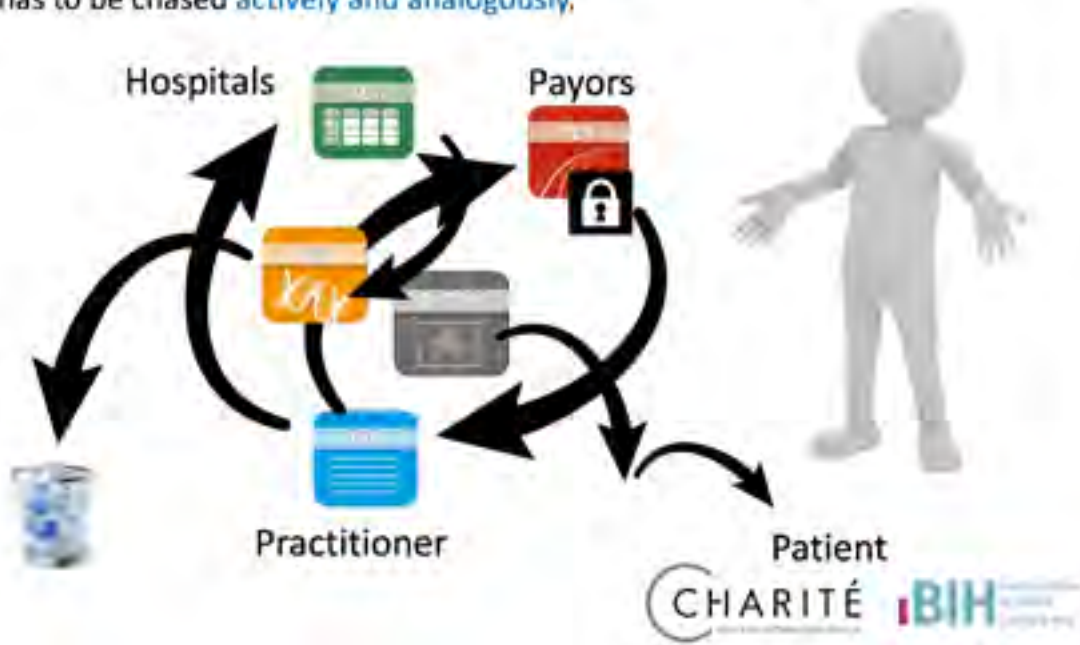 has to be chased actively and analogously.
Hospitals
Payors
Practitioner
Patient
CHARITÉ
BIH